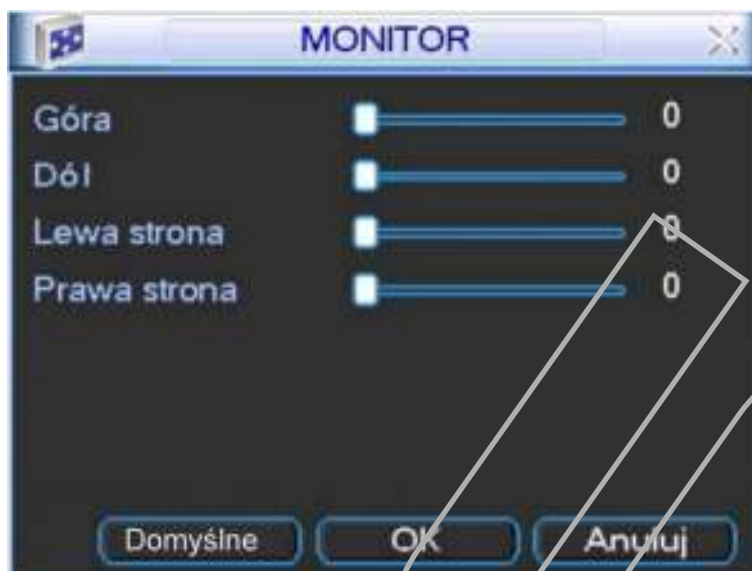 MONITOR
Góra 0
Dół 0
Lewa strona 0
Prawa strona 0
Domyślne OK Anuluj